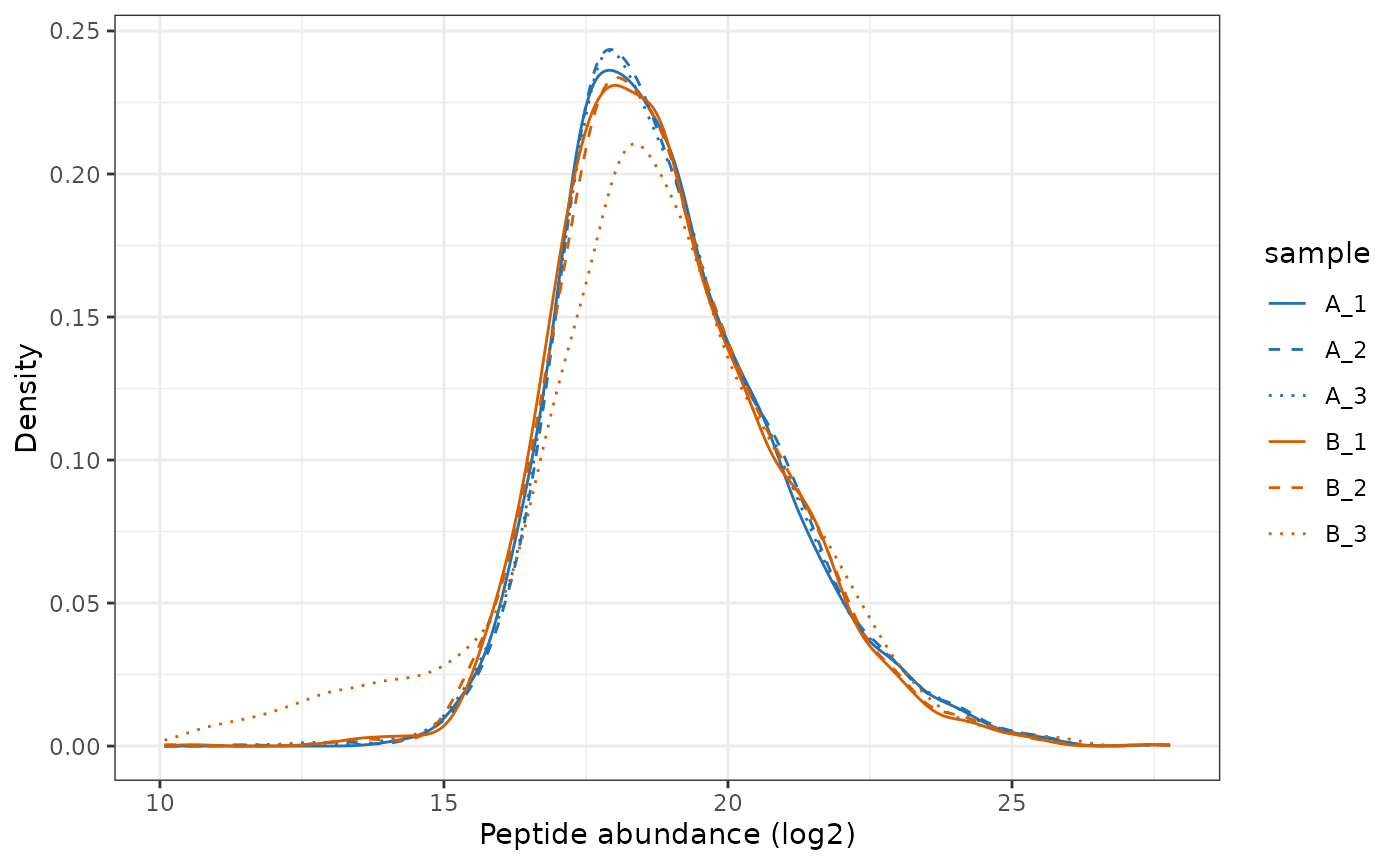 0.25
0.20
0.15
0.10
0.05
0.00
Density
10 15 20 25
Peptide abundance (log2)
sample
A_1
A_2
A_3
B_1
B_2
B_3